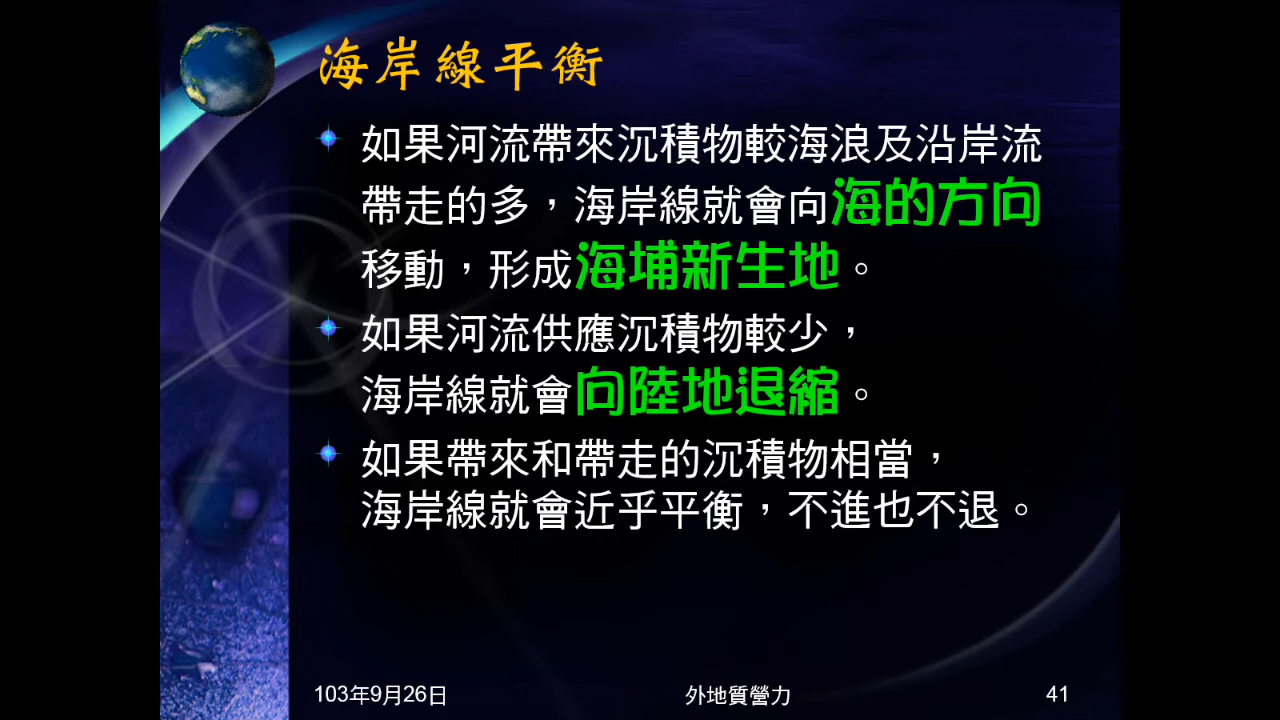 海岸線平衡
如果河流帶來沉積物較海浪及沿岸流
帶走的多，海岸線就會向海的方向
移動，形成海埔新生地。
如果河流供應沉積物較少，
海岸線就會向陸地退縮。
如果帶來和帶走的沉積物相當，
海岸線就會近乎平衡，不進也不退。
103年9月26日
外地質營力
41